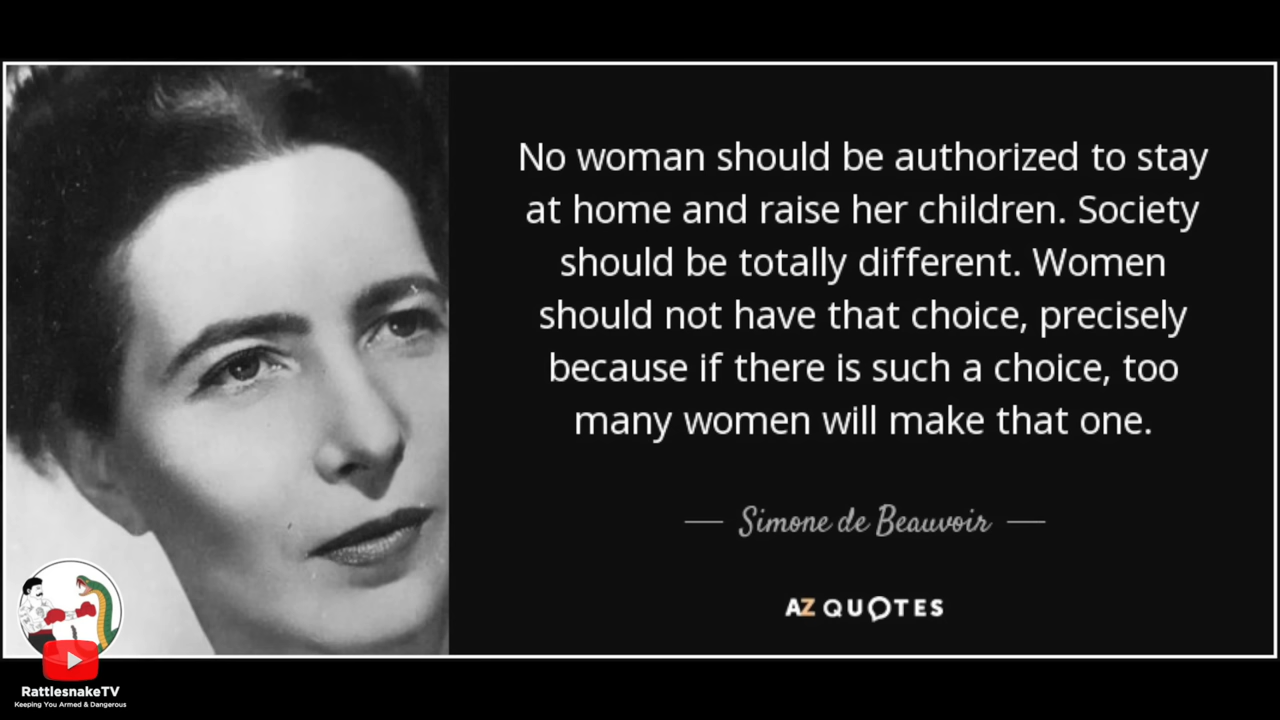 No woman should be authorized to stay
at home and raise her children. Society
should be totally different. Women
should not have that choice, precisely
because if there is such a choice, too
many women will make that one.
Simone de Beauvoir
AZ QUOTES
RattlesnakeTV
Keeping You Armed & Dangerous